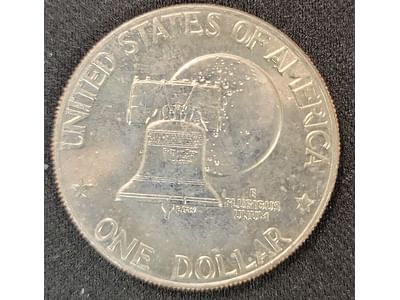 UNITED STATES OF AMERICA
E
PLURIBUS
UNUM
ONE DOLLAR